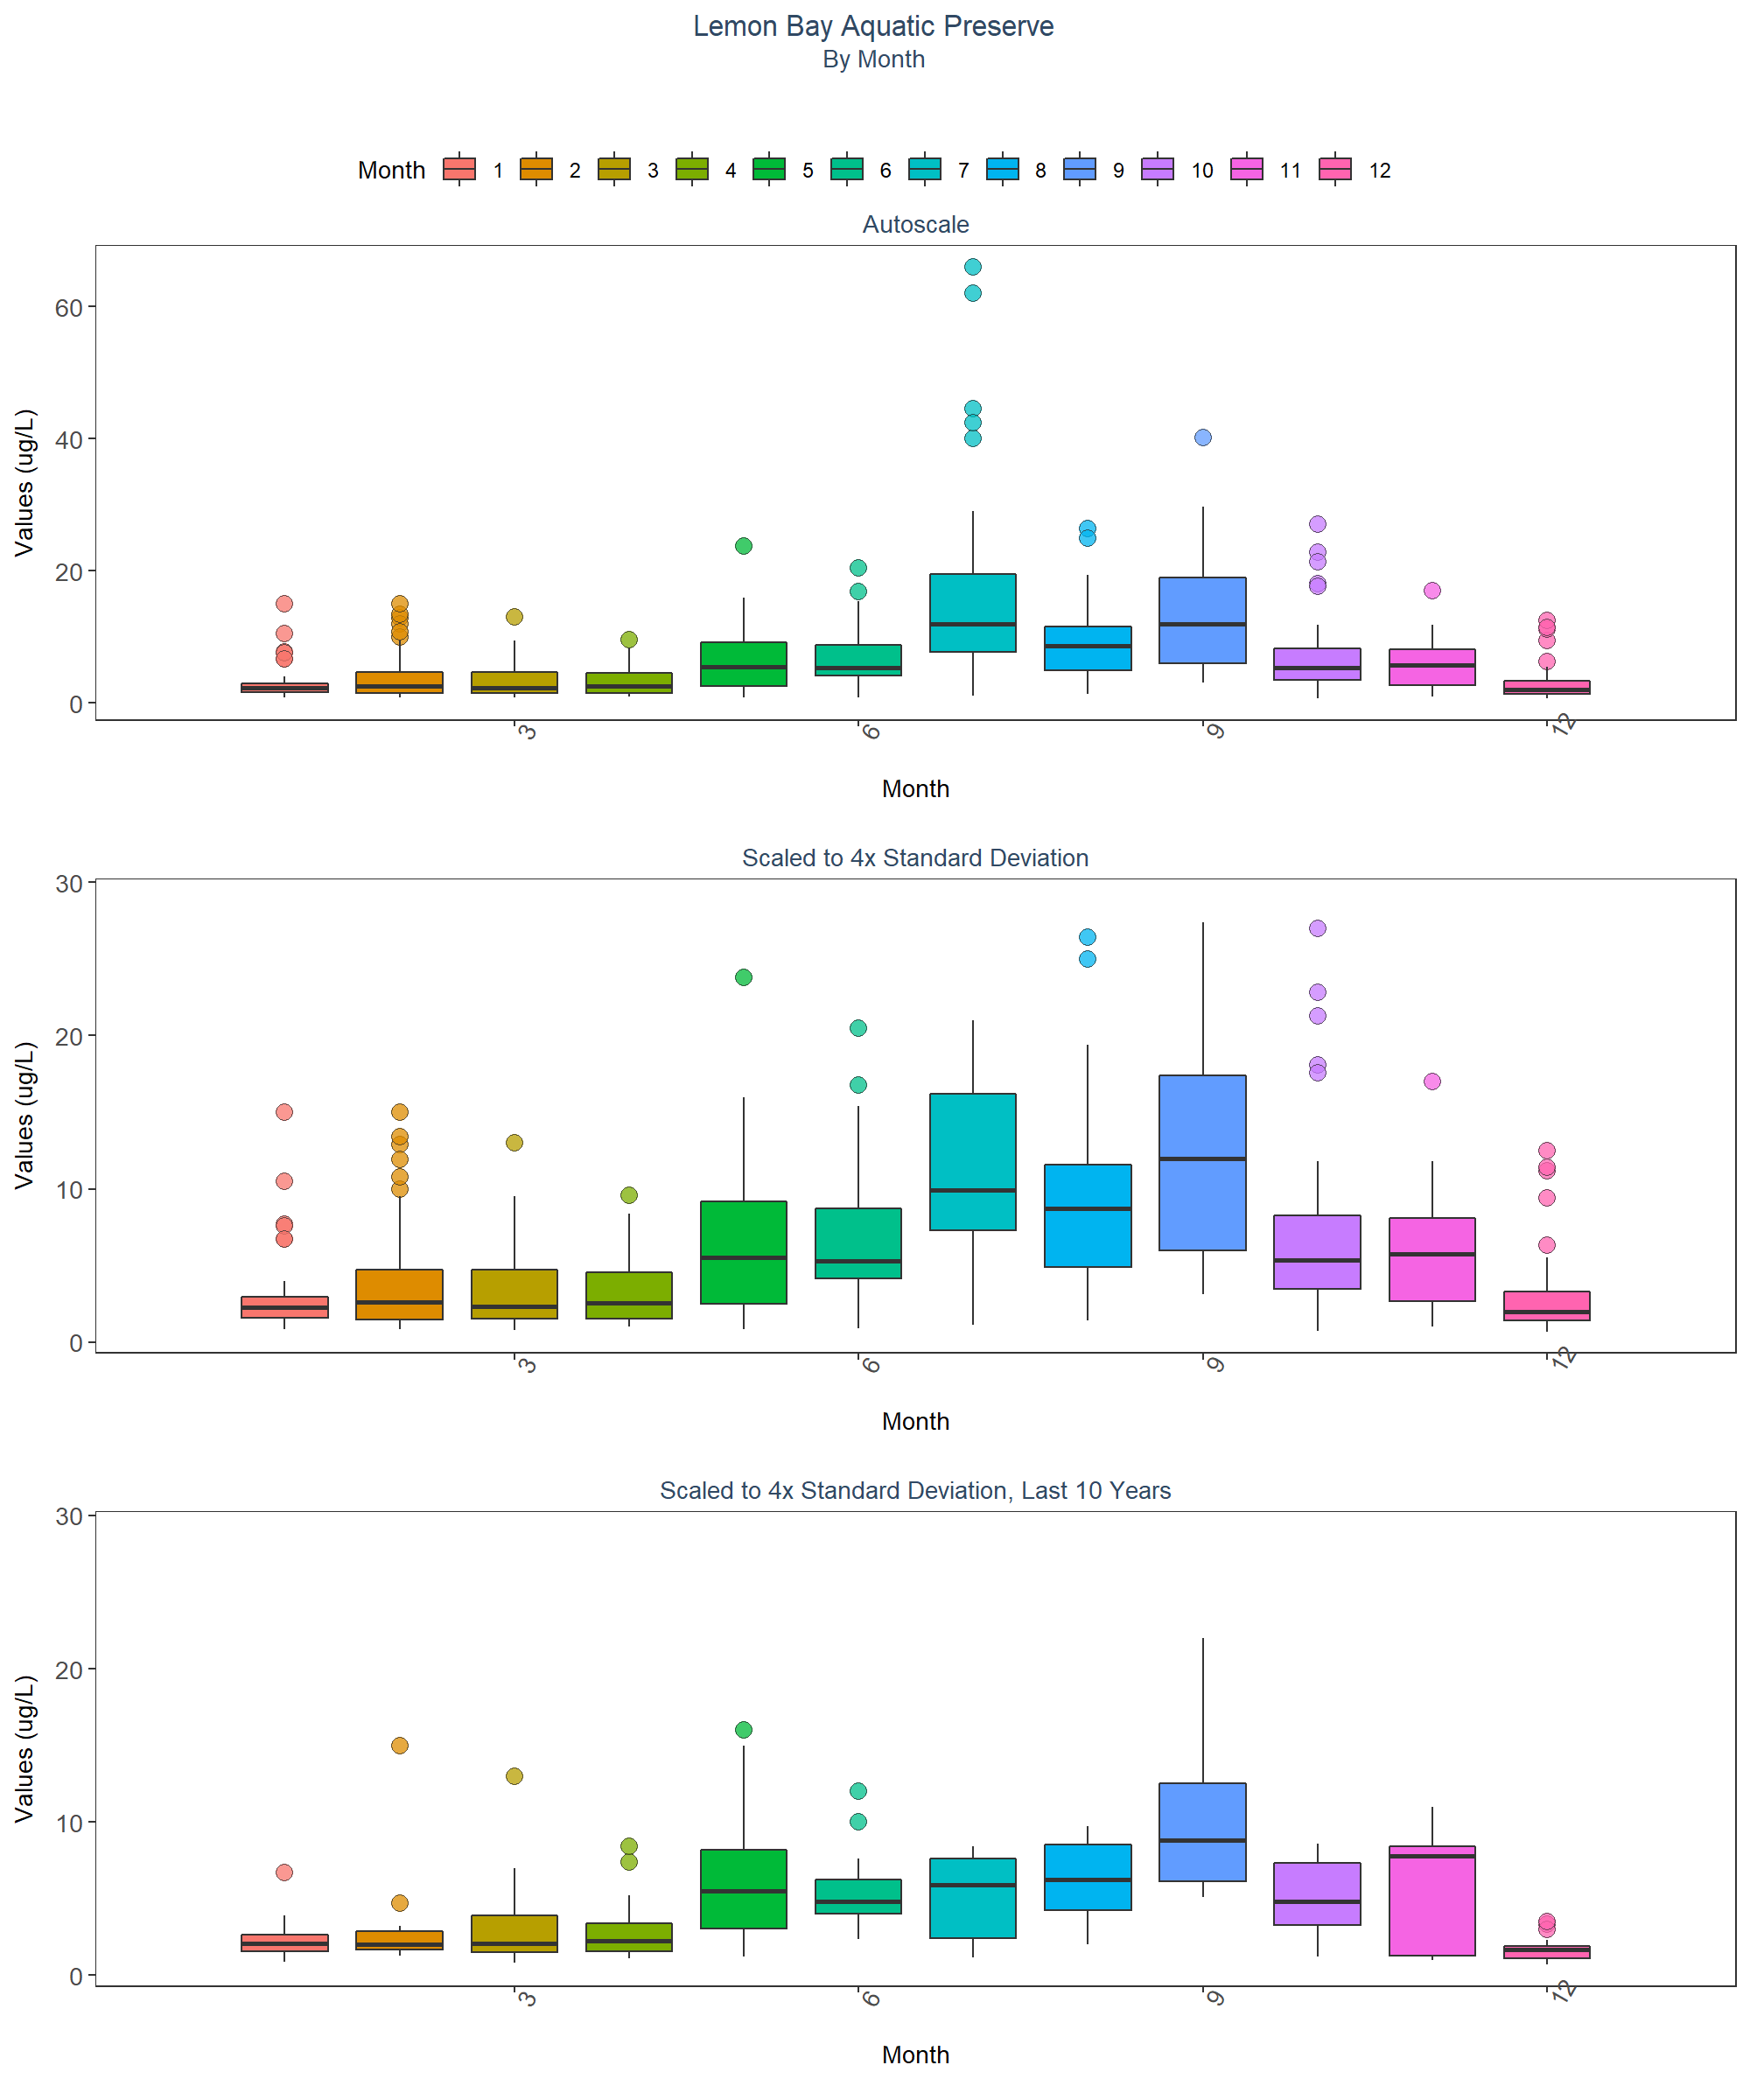 Lemon Bay Aquatic Preserve
By Month
Month 1 2 3 4 5 6 7 8 9 10 11 12
Autoscale
Values (ug/L)
60
40
20
0
3 6 9 12
Month
Scaled to 4x Standard Deviation
Values (ug/L)
30
20
10
0
3 6 9 12
Month
Scaled to 4x Standard Deviation, Last 10 Years
Values (ug/L)
30
20
10
0
3 6 9 12
Month